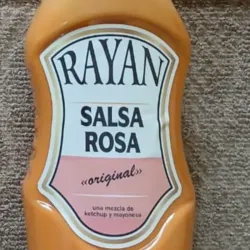 RAYAN
SALSA
ROSA
«original»
una mezcla de
ketchup y mayonesa